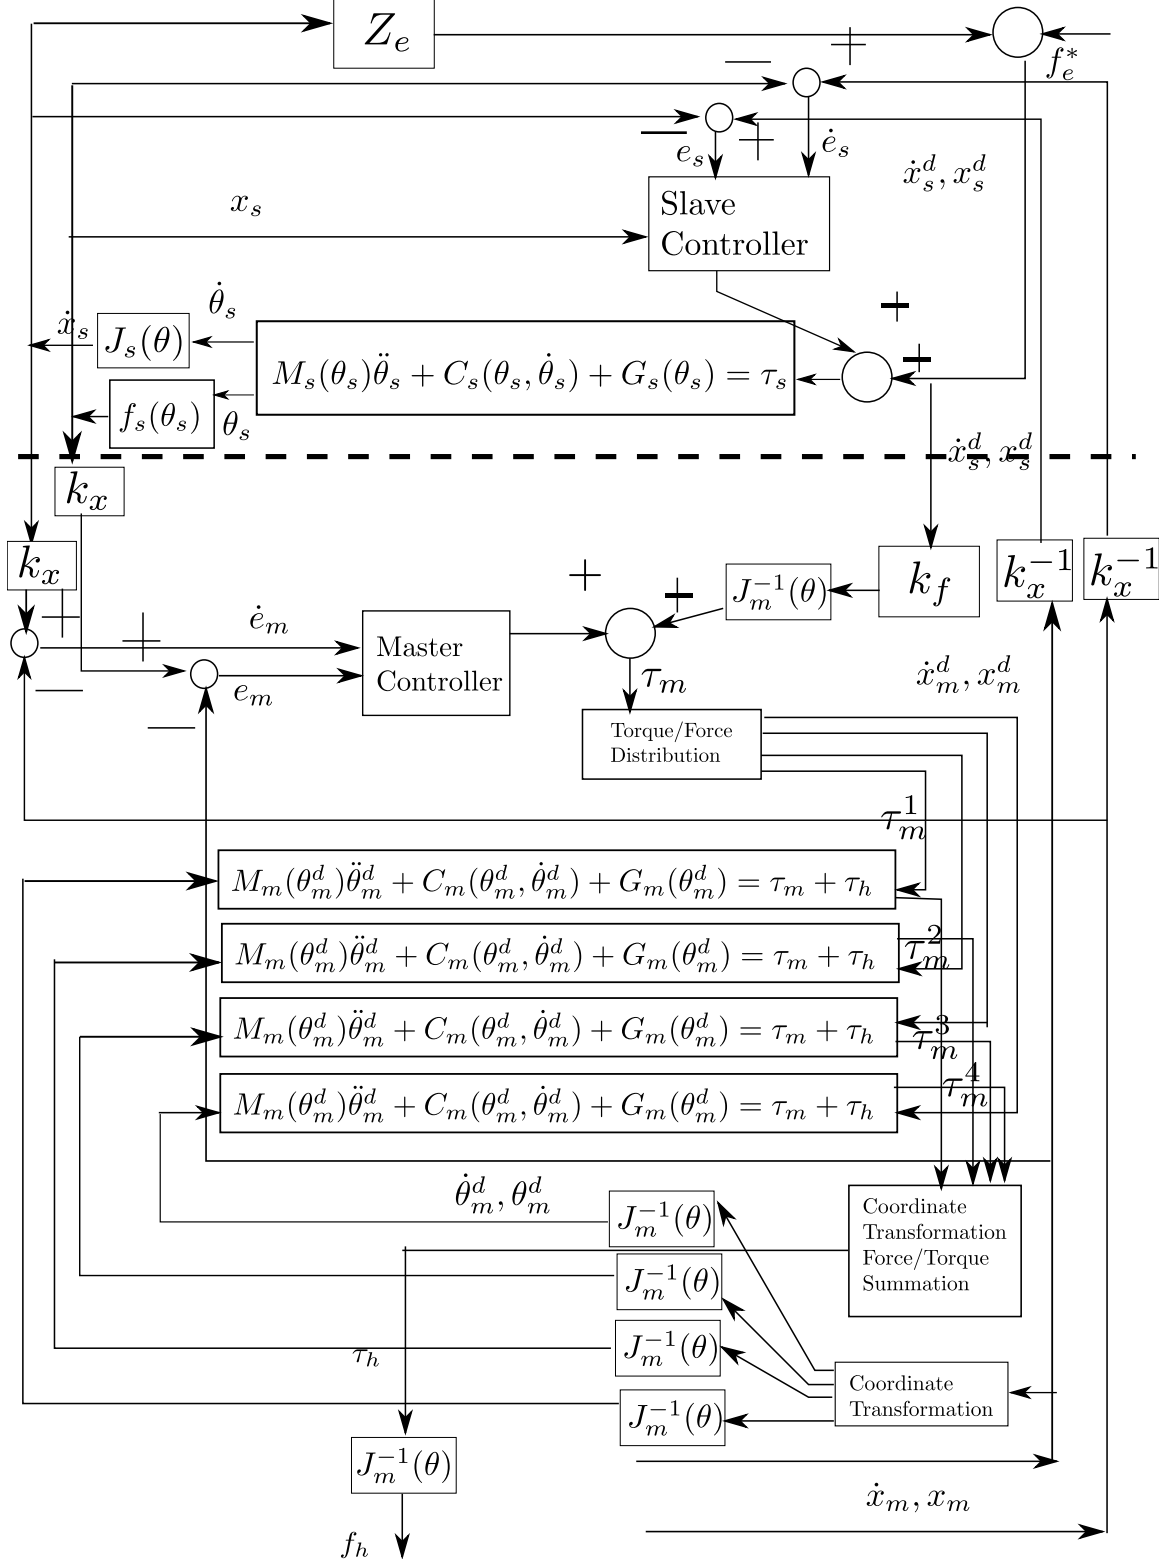 Z_e
+
f_e^*
—
ė_s
e_s
—
+
ẋ_s^d, x_s^d
x_s
Slave
Controller
θ̇_s
+
ẋ_s
J_s(θ)
M_s(θ_s)θ̈_s + C_s(θ_s, θ̇_s) + G_s(θ_s) = τ_s
+
f_s(θ_s)
θ_s
ẋ_s^d, x_s^d
k_x
k_x
k_f
k_x^{-1}
k_x^{-1}
J_m^{-1}(θ)
+
+
+
+
ė_m
Master
Controller
e_m
—
—
τ_m
ẋ_m^d, x_m^d
Torque/Force
Distribution
τ_m^1
M_m(θ_m^d)θ̈_m^d + C_m(θ_m^d, θ̇_m^d) + G_m(θ_m^d) = τ_m + τ_h
τ_m^2
M_m(θ_m^d)θ̈_m^d + C_m(θ_m^d, θ̇_m^d) + G_m(θ_m^d) = τ_m + τ_h
τ_m^3
M_m(θ_m^d)θ̈_m^d + C_m(θ_m^d, θ̇_m^d) + G_m(θ_m^d) = τ_m + τ_h
τ_m^4
M_m(θ_m^d)θ̈_m^d + C_m(θ_m^d, θ̇_m^d) + G_m(θ_m^d) = τ_m + τ_h
θ̇_m^d, θ_m^d
J_m^{-1}(θ)
Coordinate
Transformation
Force/Torque
Summation
J_m^{-1}(θ)
J_m^{-1}(θ)
τ_h
Coordinate
Transformation
J_m^{-1}(θ)
J_m^{-1}(θ)
ẋ_m, x_m
f_h